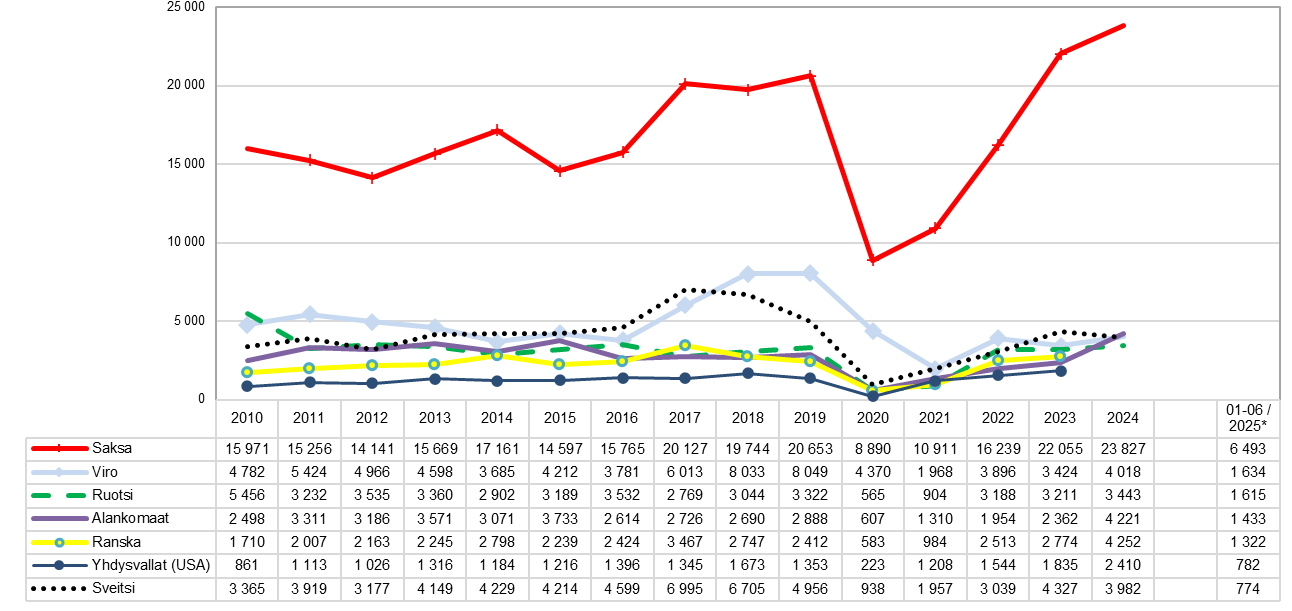 25 000
20 000
15 000
10 000
5 000
0
2010 2011 2012 2013 2014 2015 2016 2017 2018 2019 2020 2021 2022 2023 2024 01-06 /
2025*
Saksa 15 971 15 256 14 141 15 669 17 161 14 597 15 765 20 127 19 744 20 653 8 890 10 911 16 239 22 055 23 827 6 493
Viro 4 782 5 424 4 966 4 598 3 685 4 212 3 781 6 013 8 033 8 049 4 370 1 968 3 896 3 424 4 018 1 634
Ruotsi 5 456 3 232 3 535 3 360 2 902 3 189 3 532 2 769 3 044 3 322 565 904 3 188 3 211 3 443 1 615
Alankomaat 2 498 3 311 3 186 3 571 3 071 3 733 2 614 2 726 2 690 2 888 607 1 310 1 954 2 362 4 221 1 433
Ranska 1 710 2 007 2 163 2 245 2 798 2 239 2 424 3 467 2 747 2 412 583 984 2 513 2 774 4 252 1 322
Yhdysvallat (USA) 861 1 113 1 026 1 316 1 184 1 216 1 396 1 345 1 673 1 353 223 1 208 1 544 1 835 2 410 782
Sveitsi 3 365 3 919 3 177 4 149 4 229 4 214 4 599 6 995 6 705 4 956 938 1 957 3 039 4 327 3 982 774